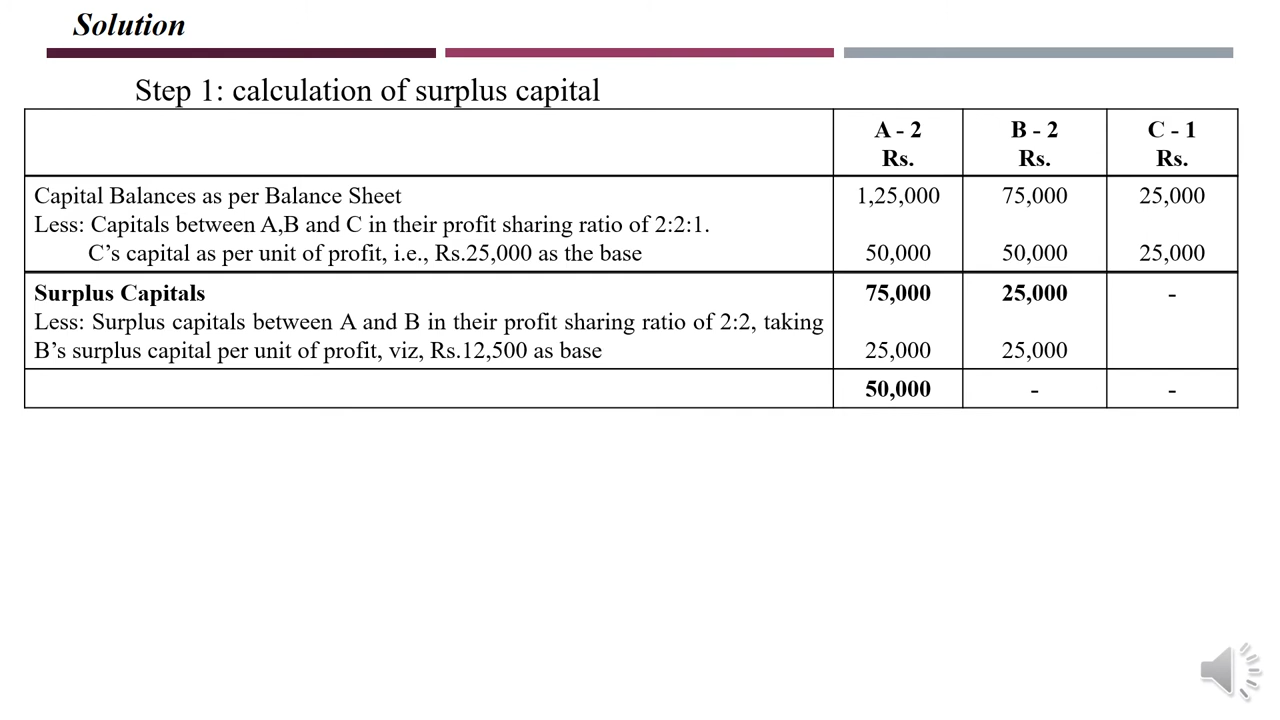 Solution
Step 1: calculation of surplus capital
A - 2 B - 2 C - 1
Rs. Rs. Rs.
Capital Balances as per Balance Sheet 1,25,000 75,000 25,000
Less: Capitals between A,B and C in their profit sharing ratio of 2:2:1.
C’s capital as per unit of profit, i.e., Rs.25,000 as the base 50,000 50,000 25,000
Surplus Capitals 75,000 25,000 -
Less: Surplus capitals between A and B in their profit sharing ratio of 2:2, taking
B’s surplus capital per unit of profit, viz, Rs.12,500 as base 25,000 25,000
50,000 - -